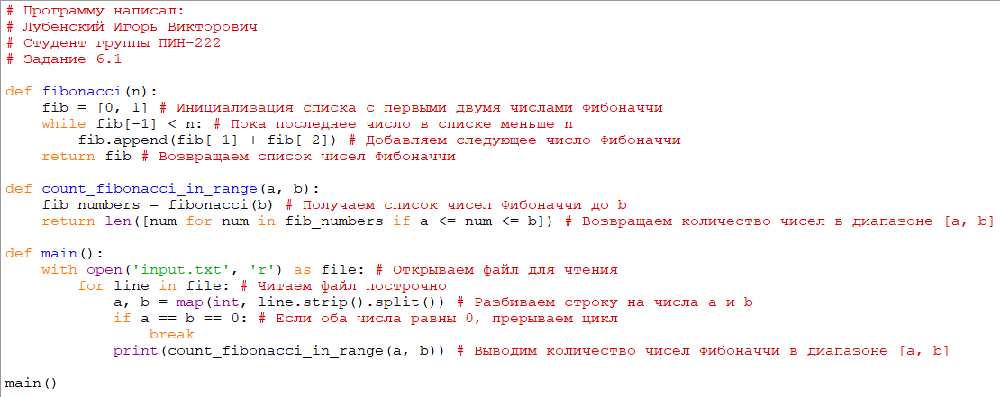 # Программу написал:
# Лубенский Игорь Викторович
# Студент группы ПИН-222
# Задание 6.1

def fibonacci(n):
    fib = [0, 1] # Инициализация списка с первыми двумя числами Фибоначчи
    while fib[-1] < n: # Пока последнее число в списке меньше n
        fib.append(fib[-1] + fib[-2]) # Добавляем следующее число Фибоначчи
    return fib # Возвращаем список чисел Фибоначчи

def count_fibonacci_in_range(a, b):
    fib_numbers = fibonacci(b) # Получаем список чисел Фибоначчи до b
    return len([num for num in fib_numbers if a <= num <= b]) # Возвращаем количество чисел в диапазоне [a, b]

def main():
    with open('input.txt', 'r') as file: # Открываем файл для чтения
        for line in file: # Читаем файл построчно
            a, b = map(int, line.strip().split()) # Разбиваем строку на числа a и b
            if a == b == 0: # Если оба числа равны 0, прерываем цикл
                break
            print(count_fibonacci_in_range(a, b)) # Выводим количество чисел Фибоначчи в диапазоне [a, b]

main()